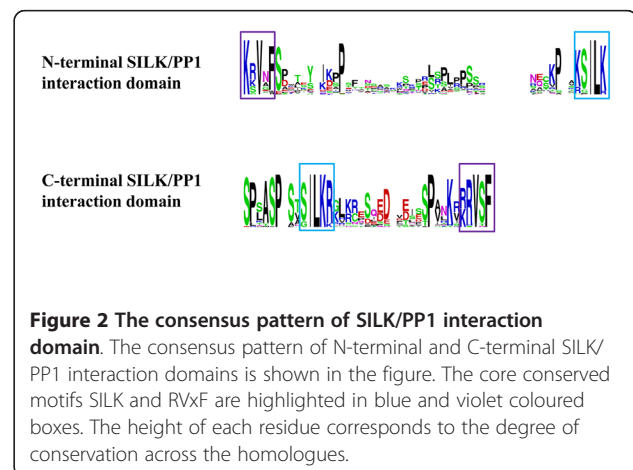 N-terminal SILK/PP1
interaction domain
C-terminal SILK/PP1
interaction domain
Figure 2 The consensus pattern of SILK/PP1 interaction
domain. The consensus pattern of N-terminal and C-terminal SILK/
PP1 interaction domains is shown in the figure. The core conserved
motifs SILK and RVxF are highlighted in blue and violet coloured
boxes. The height of each residue corresponds to the degree of
conservation across the homologues.